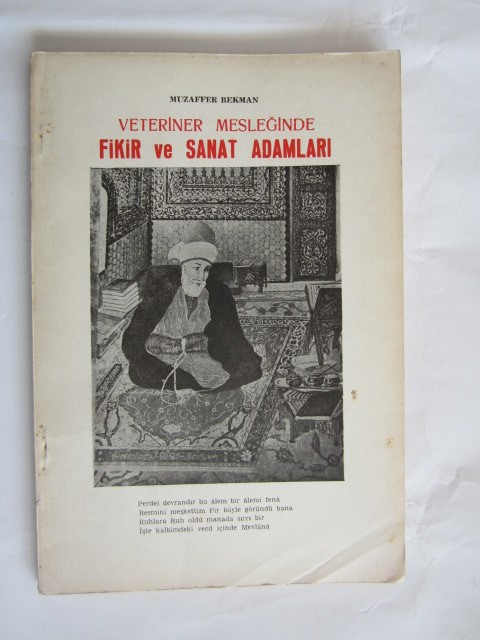 MUZAFFER BEKMAN
VETERİNER MESLEĞİNDE
FİKİR ve SANAT ADAMLARI
Perdei devrandır bu âlem bir âlemi fenâ
Resmini meşkettim Pir böyle göründü bana
Ruhlara Ruh oldü manada sırrı bir
İşte kalbimdeki vecd içinde Mevlânâ